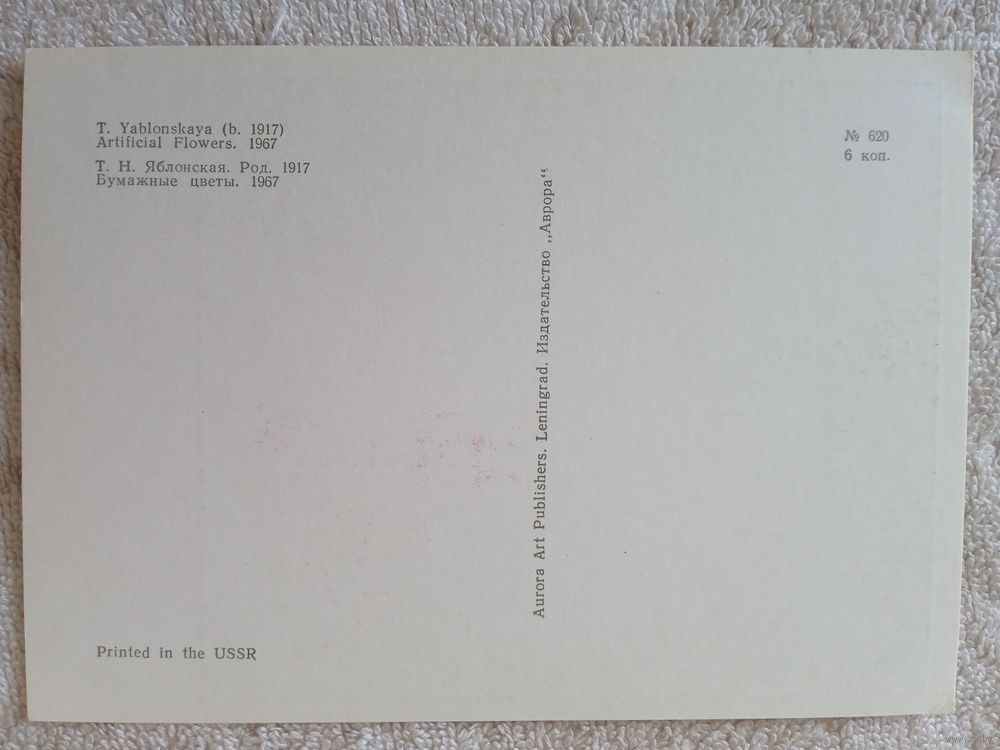 T. Yablonskaya (b. 1917)
Artificial Flowers. 1967
Т. Н. Яблонская. Род. 1917
Бумажные цветы. 1967
№ 620
6 коп.
Aurora Art Publishers. Leningrad. Издательство „Аврора“
Printed in the USSR